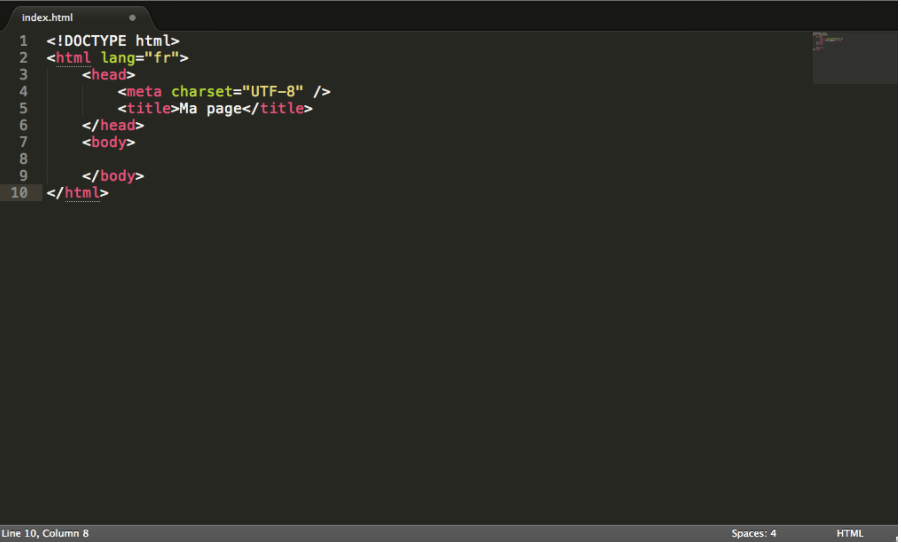 index.html
1 <!DOCTYPE html>
2 <html lang="fr">
3     <head>
4         <meta charset="UTF-8" />
5         <title>Ma page</title>
6     </head>
7     <body>
8
9     </body>
10 </html>
Line 10, Column 8 Spaces: 4 HTML